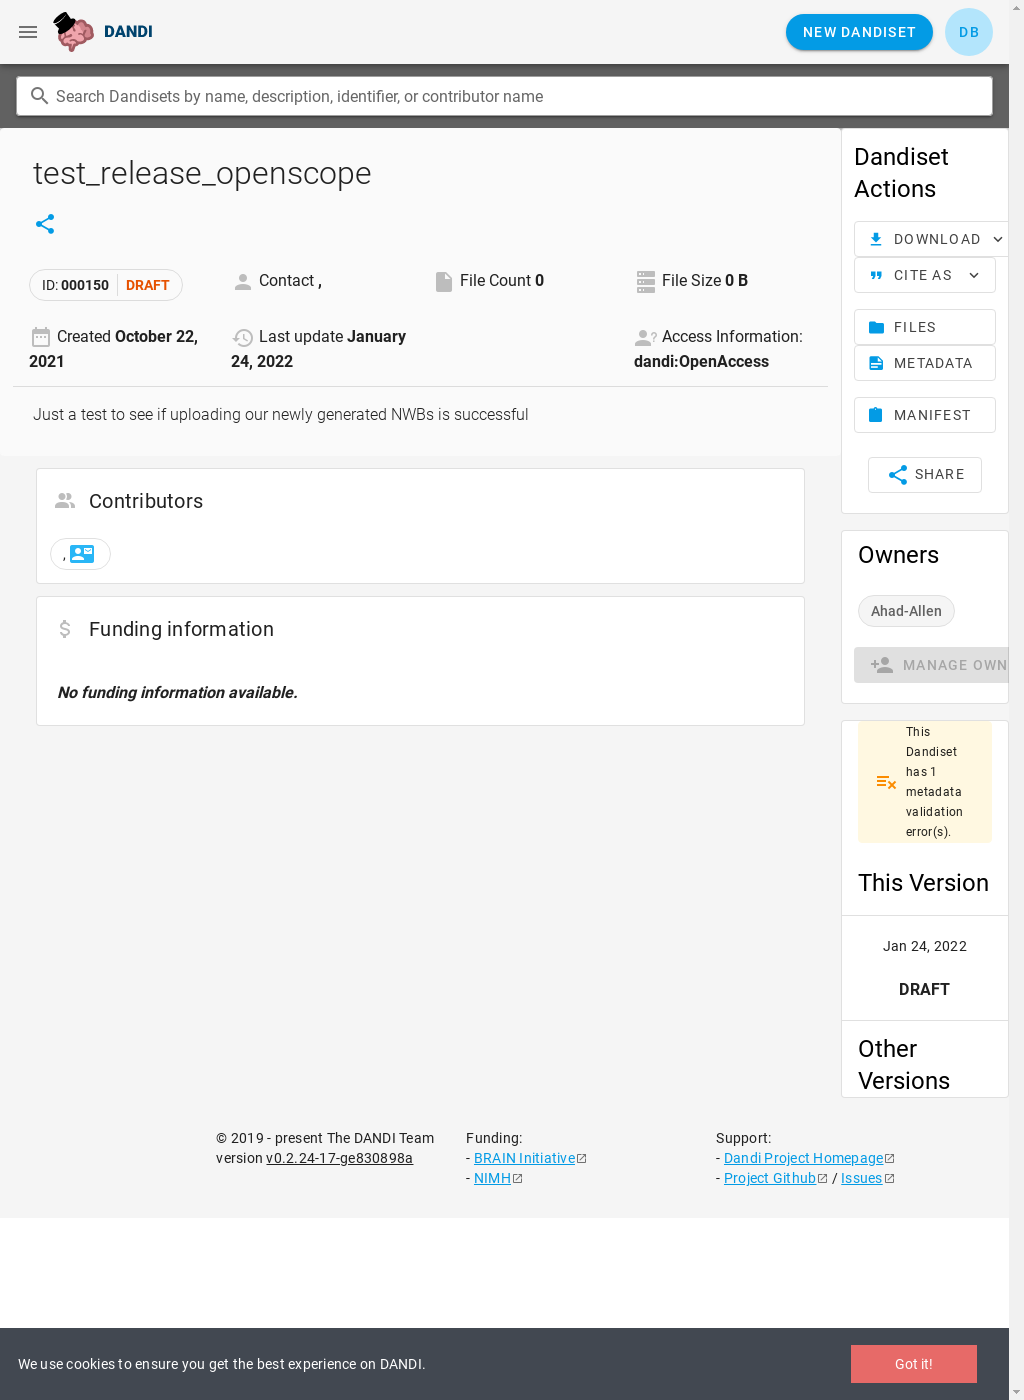 DANDI
NEW DANDISET
DB
Search Dandisets by name, description, identifier, or contributor name
test_release_openscope
ID: 000150 DRAFT
Contact ,
File Count 0
File Size 0 B
Created October 22,
2021
Last update January
24, 2022
Access Information:
dandi:OpenAccess
Just a test to see if uploading our newly generated NWBs is successful
Contributors
,
Funding information
No funding information available.
Dandiset
Actions
DOWNLOAD
CITE AS
FILES
METADATA
MANIFEST
SHARE
Owners
Ahad-Allen
MANAGE OWN
This
Dandiset
has 1
metadata
validation
error(s).
This Version
Jan 24, 2022
DRAFT
Other
Versions
© 2019 - present The DANDI Team
version v0.2.24-17-ge830898a
Funding:
- BRAIN Initiative
- NIMH
Support:
- Dandi Project Homepage
- Project Github / Issues
We use cookies to ensure you get the best experience on DANDI.
Got it!